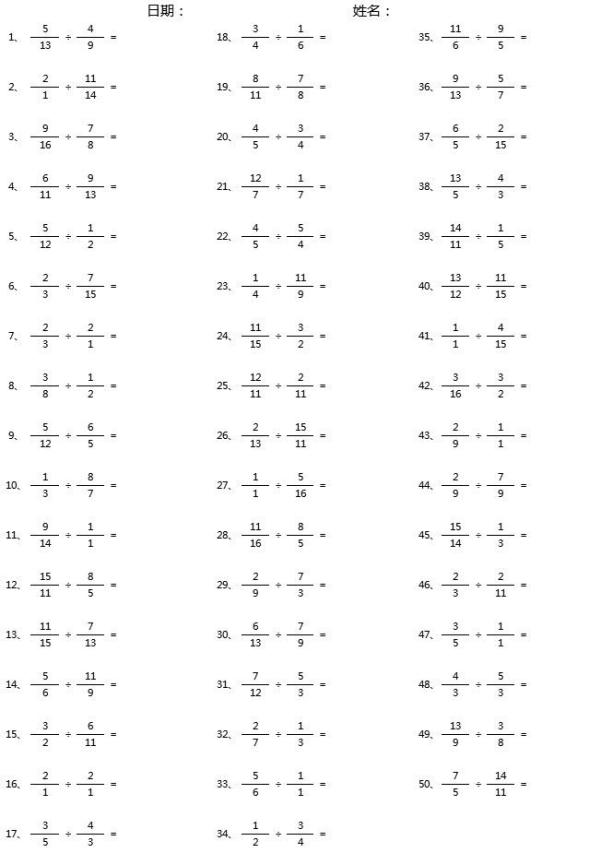 日期： 姓名：
1、 5/13 ÷ 4/9 =
2、 2/1 ÷ 11/14 =
3、 9/16 ÷ 7/8 =
4、 6/11 ÷ 9/13 =
5、 5/12 ÷ 1/2 =
6、 2/3 ÷ 7/15 =
7、 2/3 ÷ 2/1 =
8、 3/8 ÷ 1/2 =
9、 5/12 ÷ 6/5 =
10、 1/3 ÷ 8/7 =
11、 9/14 ÷ 1/1 =
12、 15/11 ÷ 8/5 =
13、 11/15 ÷ 7/13 =
14、 5/6 ÷ 11/9 =
15、 3/2 ÷ 6/11 =
16、 2/1 ÷ 2/1 =
17、 3/5 ÷ 4/3 =
18、 3/4 ÷ 1/6 =
19、 8/11 ÷ 7/8 =
20、 4/5 ÷ 3/4 =
21、 12/7 ÷ 1/7 =
22、 4/5 ÷ 5/4 =
23、 1/4 ÷ 11/9 =
24、 11/15 ÷ 3/2 =
25、 12/11 ÷ 2/11 =
26、 2/13 ÷ 15/11 =
27、 1/1 ÷ 5/16 =
28、 11/16 ÷ 8/5 =
29、 2/9 ÷ 7/3 =
30、 6/13 ÷ 7/9 =
31、 7/12 ÷ 5/3 =
32、 2/7 ÷ 1/3 =
33、 5/6 ÷ 1/1 =
34、 1/2 ÷ 3/4 =
35、 11/6 ÷ 9/5 =
36、 9/13 ÷ 5/7 =
37、 6/5 ÷ 2/15 =
38、 13/5 ÷ 4/3 =
39、 14/11 ÷ 1/5 =
40、 13/12 ÷ 11/15 =
41、 1/1 ÷ 4/15 =
42、 3/16 ÷ 3/2 =
43、 2/9 ÷ 1/1 =
44、 2/9 ÷ 7/9 =
45、 15/14 ÷ 1/3 =
46、 2/3 ÷ 2/11 =
47、 3/5 ÷ 1/1 =
48、 4/3 ÷ 5/3 =
49、 13/9 ÷ 3/8 =
50、 7/5 ÷ 14/11 =